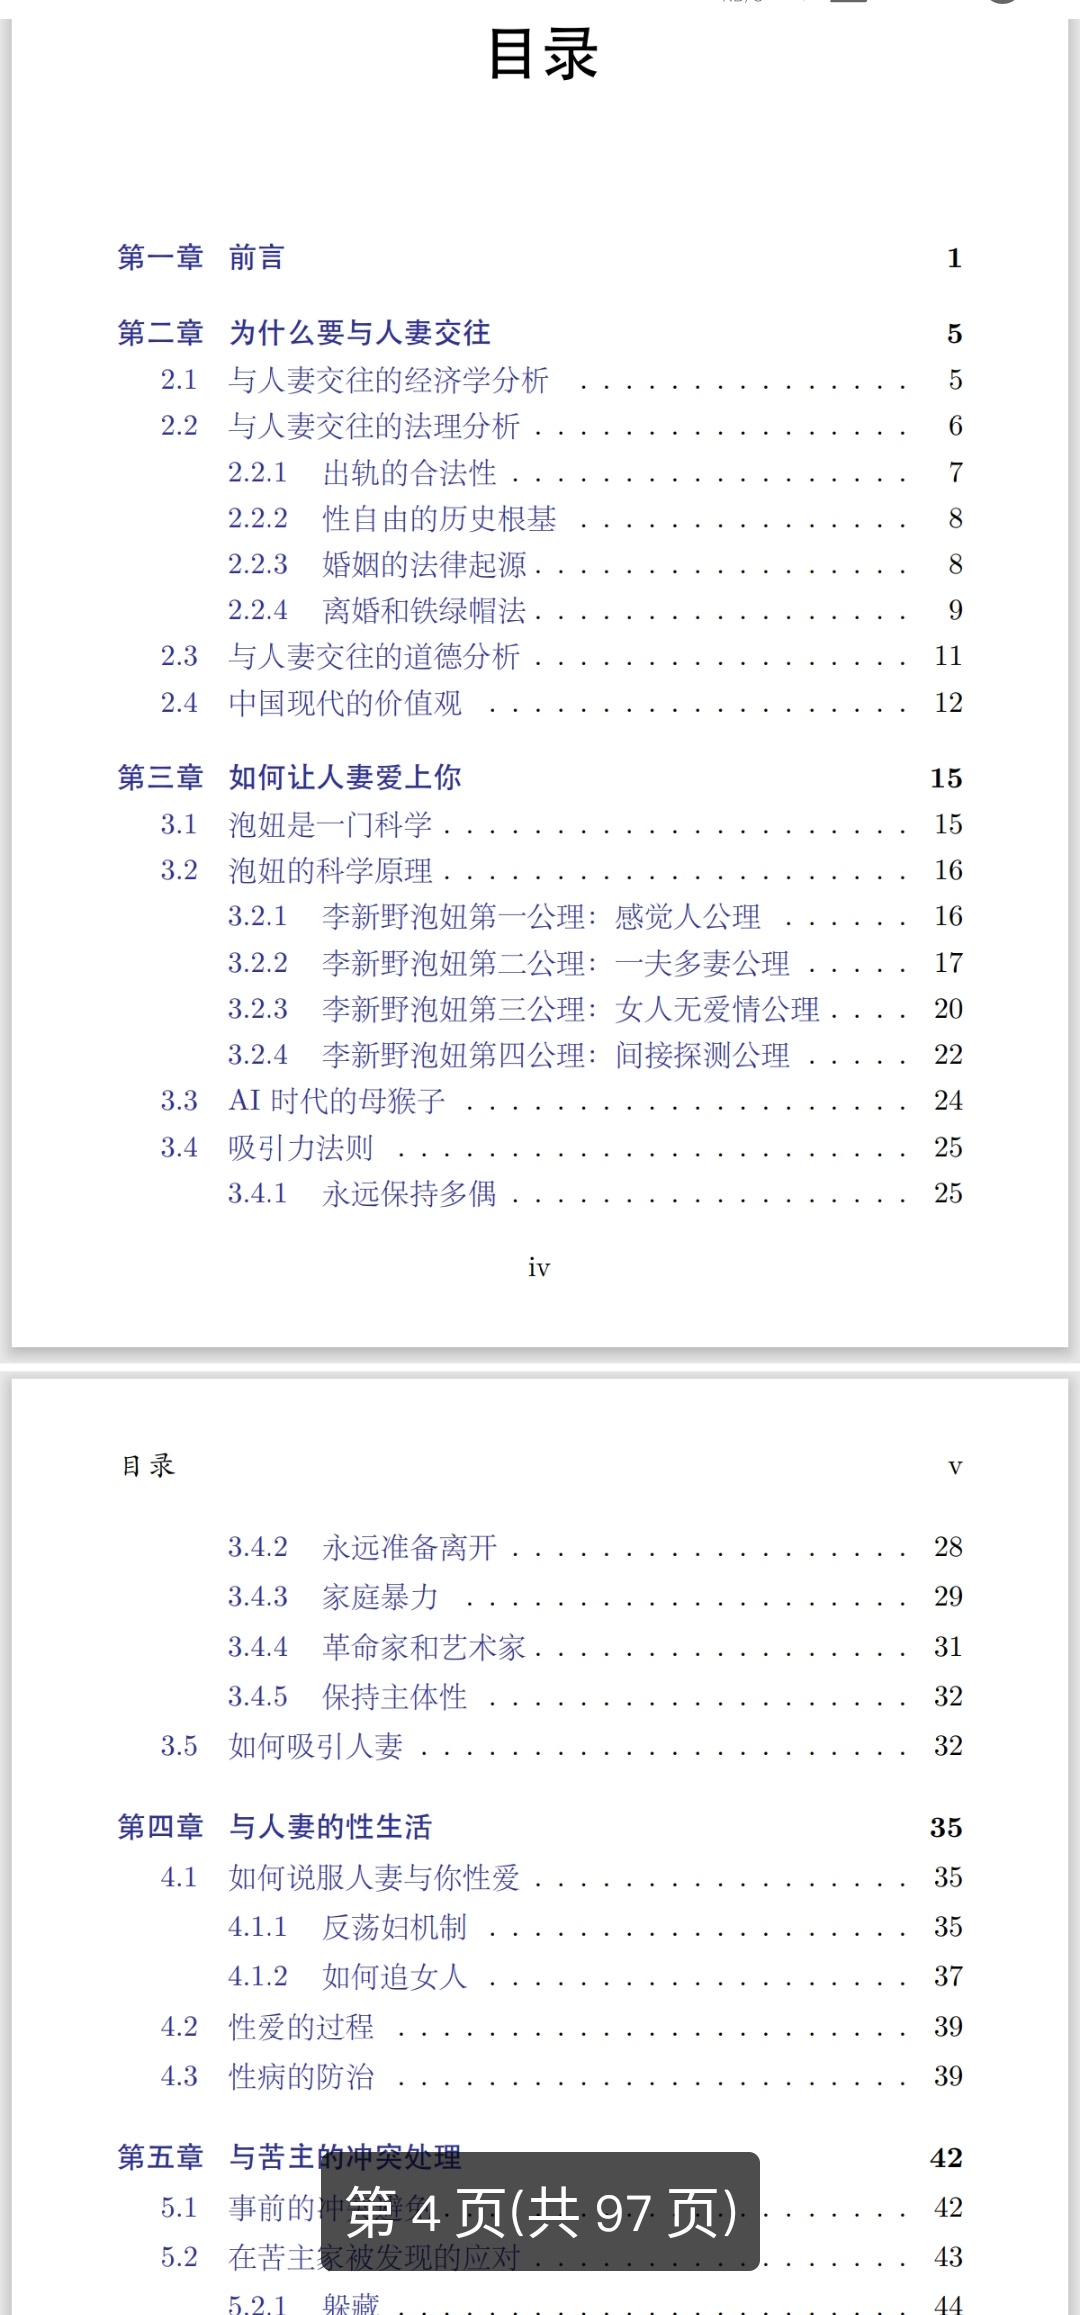 目录
第一章 前言 1
第二章 为什么要与人妻交往 5
2.1 与人妻交往的经济学分析 . . . . . . . . . . . . . . . 5
2.2 与人妻交往的法理分析 . . . . . . . . . . . . . . . . . 6
2.2.1 出轨的合法性 . . . . . . . . . . . . . . . . . . 7
2.2.2 性自由的历史根基 . . . . . . . . . . . . . . . 8
2.2.3 婚姻的法律起源 . . . . . . . . . . . . . . . . . 8
2.2.4 离婚和铁绿帽法 . . . . . . . . . . . . . . . . . 9
2.3 与人妻交往的道德分析 . . . . . . . . . . . . . . . . . 11
2.4 中国现代的价值观 . . . . . . . . . . . . . . . . . . . 12
第三章 如何让人妻爱上你 15
3.1 泡妞是一门科学 . . . . . . . . . . . . . . . . . . . . . 15
3.2 泡妞的科学原理 . . . . . . . . . . . . . . . . . . . . . 16
3.2.1 李新野泡妞第一公理：感觉人公理 . . . . . . 16
3.2.2 李新野泡妞第二公理：一夫多妻公理 . . . . . 17
3.2.3 李新野泡妞第三公理：女人无爱情公理 . . . . 20
3.2.4 李新野泡妞第四公理：间接探测公理 . . . . . 22
3.3 AI 时代的母猴子 . . . . . . . . . . . . . . . . . . . . 24
3.4 吸引力法则 . . . . . . . . . . . . . . . . . . . . . . . 25
3.4.1 永远保持多偶 . . . . . . . . . . . . . . . . . . 25
iv
目录 v
3.4.2 永远准备离开 . . . . . . . . . . . . . . . . . . 28
3.4.3 家庭暴力 . . . . . . . . . . . . . . . . . . . . 29
3.4.4 革命家和艺术家 . . . . . . . . . . . . . . . . . 31
3.4.5 保持主体性 . . . . . . . . . . . . . . . . . . . 32
3.5 如何吸引人妻 . . . . . . . . . . . . . . . . . . . . . . 32
第四章 与人妻的性生活 35
4.1 如何说服人妻与你性爱 . . . . . . . . . . . . . . . . . 35
4.1.1 反荡妇机制 . . . . . . . . . . . . . . . . . . . 35
4.1.2 如何追女人 . . . . . . . . . . . . . . . . . . . 37
4.2 性爱的过程 . . . . . . . . . . . . . . . . . . . . . . . 39
4.3 性病的防治 . . . . . . . . . . . . . . . . . . . . . . . 39
第五章 与苦主的冲突处理 42
5.1 事前的冲突避免 . . . . . . . . . . . . . . . . . . . . . 42
5.2 在苦主家被发现的应对 . . . . . . . . . . . . . . . . . 43
第 4 页(共 97 页)
5.2.1 躲藏 . . . . . . . . . . . . . . . . . . . . . . . 44